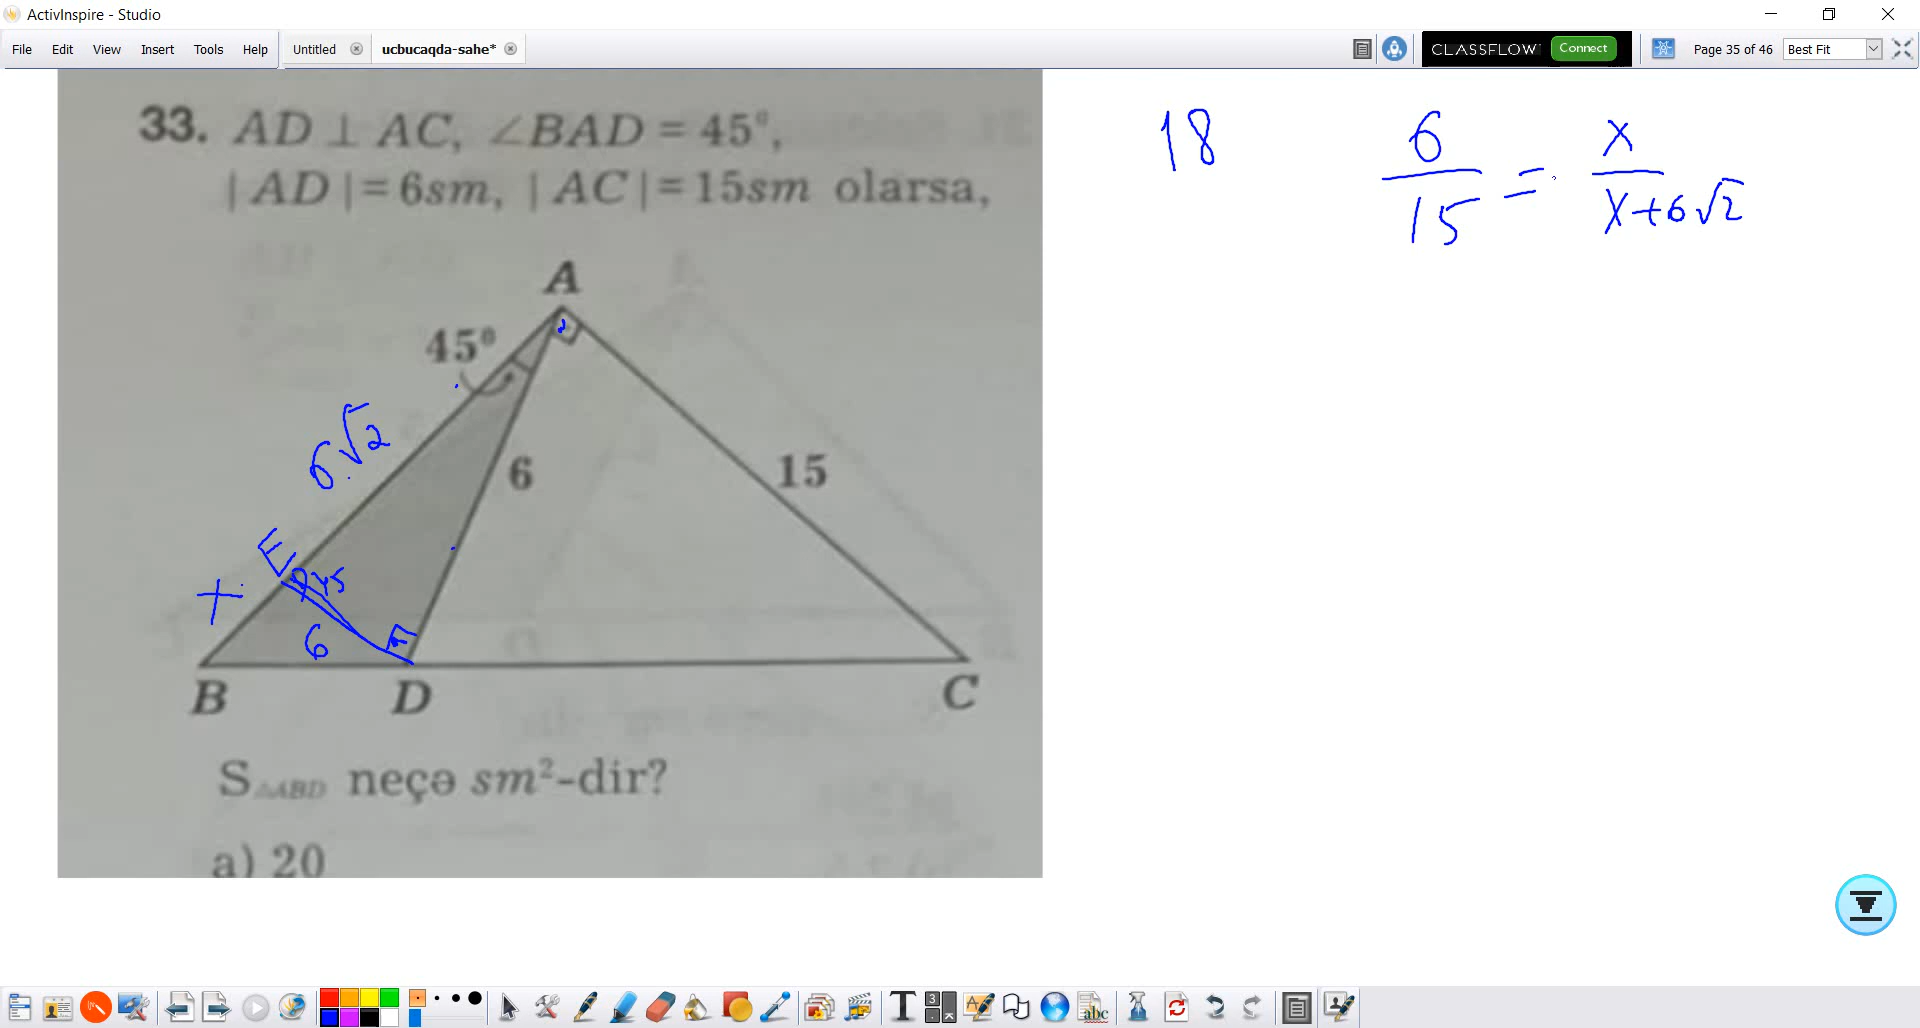 ActivInspire - Studio
File Edit View Insert Tools Help Untitled ucbucaqda-sahe* CLASSFLOW Connect Page 35 of 46 Best Fit
33. AD ⊥ AC, ∠BAD = 45°,
|AD| = 6sm, |AC| = 15sm olarsa,
18
6/15 = x/(x+6√2)
A
45°
6√2
6
15
E
45
x
6
B D C
S△ABD neçə sm²-dir?
a) 20